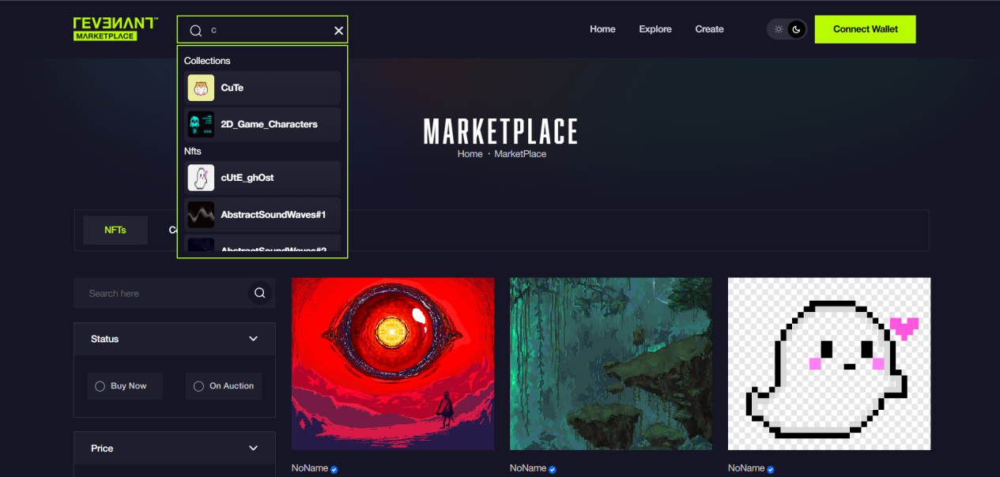 REVENANT™
MARKETPLACE
c
Home
Explore
Create
Connect Wallet
Collections
CuTe
2D_Game_Characters
Nfts
cUtE_ghOst
AbstractSoundWaves#1
AbstractSoundWaves#2
MARKETPLACE
Home · MarketPlace
NFTs
Search here
Status
Buy Now
On Auction
Price
NoName
NoName
NoName